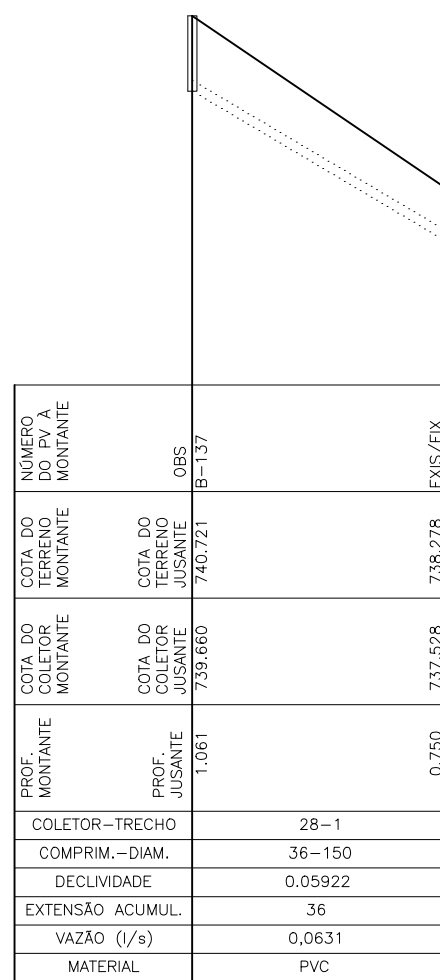 NÚMERO
DO PV À
MONTANTE
OBS
B-137
COTA DO
TERRENO
MONTANTE
COTA DO
TERRENO
JUSANTE
740.721
738.278
COTA DO
COLETOR
MONTANTE
COTA DO
COLETOR
JUSANTE
739.660
737.528
PROF.
MONTANTE
PROF.
JUSANTE
1.061
0.750
COLETOR-TRECHO 28-1
COMPRIM.-DIAM. 36-150
DECLIVIDADE 0.05922
EXTENSÃO ACUMUL. 36
VAZÃO (l/s) 0,0631
MATERIAL PVC